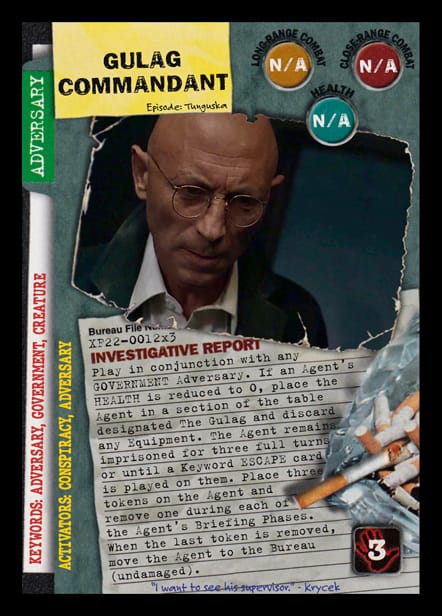 GULAG
COMMANDANT
Episode: Tunguska
LONG-RANGE COMBAT
N/A
CLOSE-RANGE COMBAT
N/A
HEALTH
N/A
ADVERSARY
KEYWORDS: ADVERSARY, GOVERNMENT, CREATURE
ACTIVATORS: CONSPIRACY, ADVERSARY
Bureau File
XF22-0012x3
INVESTIGATIVE REPORT
Play in conjunction with any
GOVERNMENT Adversary. If an Agent's
HEALTH is reduced to 0, place the
Agent in a section of the table
designated The Gulag and discard
any Equipment. The Agent remains
imprisoned for three full turns
or until a Keyword ESCAPE card
is played on them. Place three
tokens on the Agent and
remove one during each of
the Agent's Briefing Phases.
When the last token is removed,
move the Agent to the Bureau
(undamaged).
"I want to see his supervisor." - Krycek
3